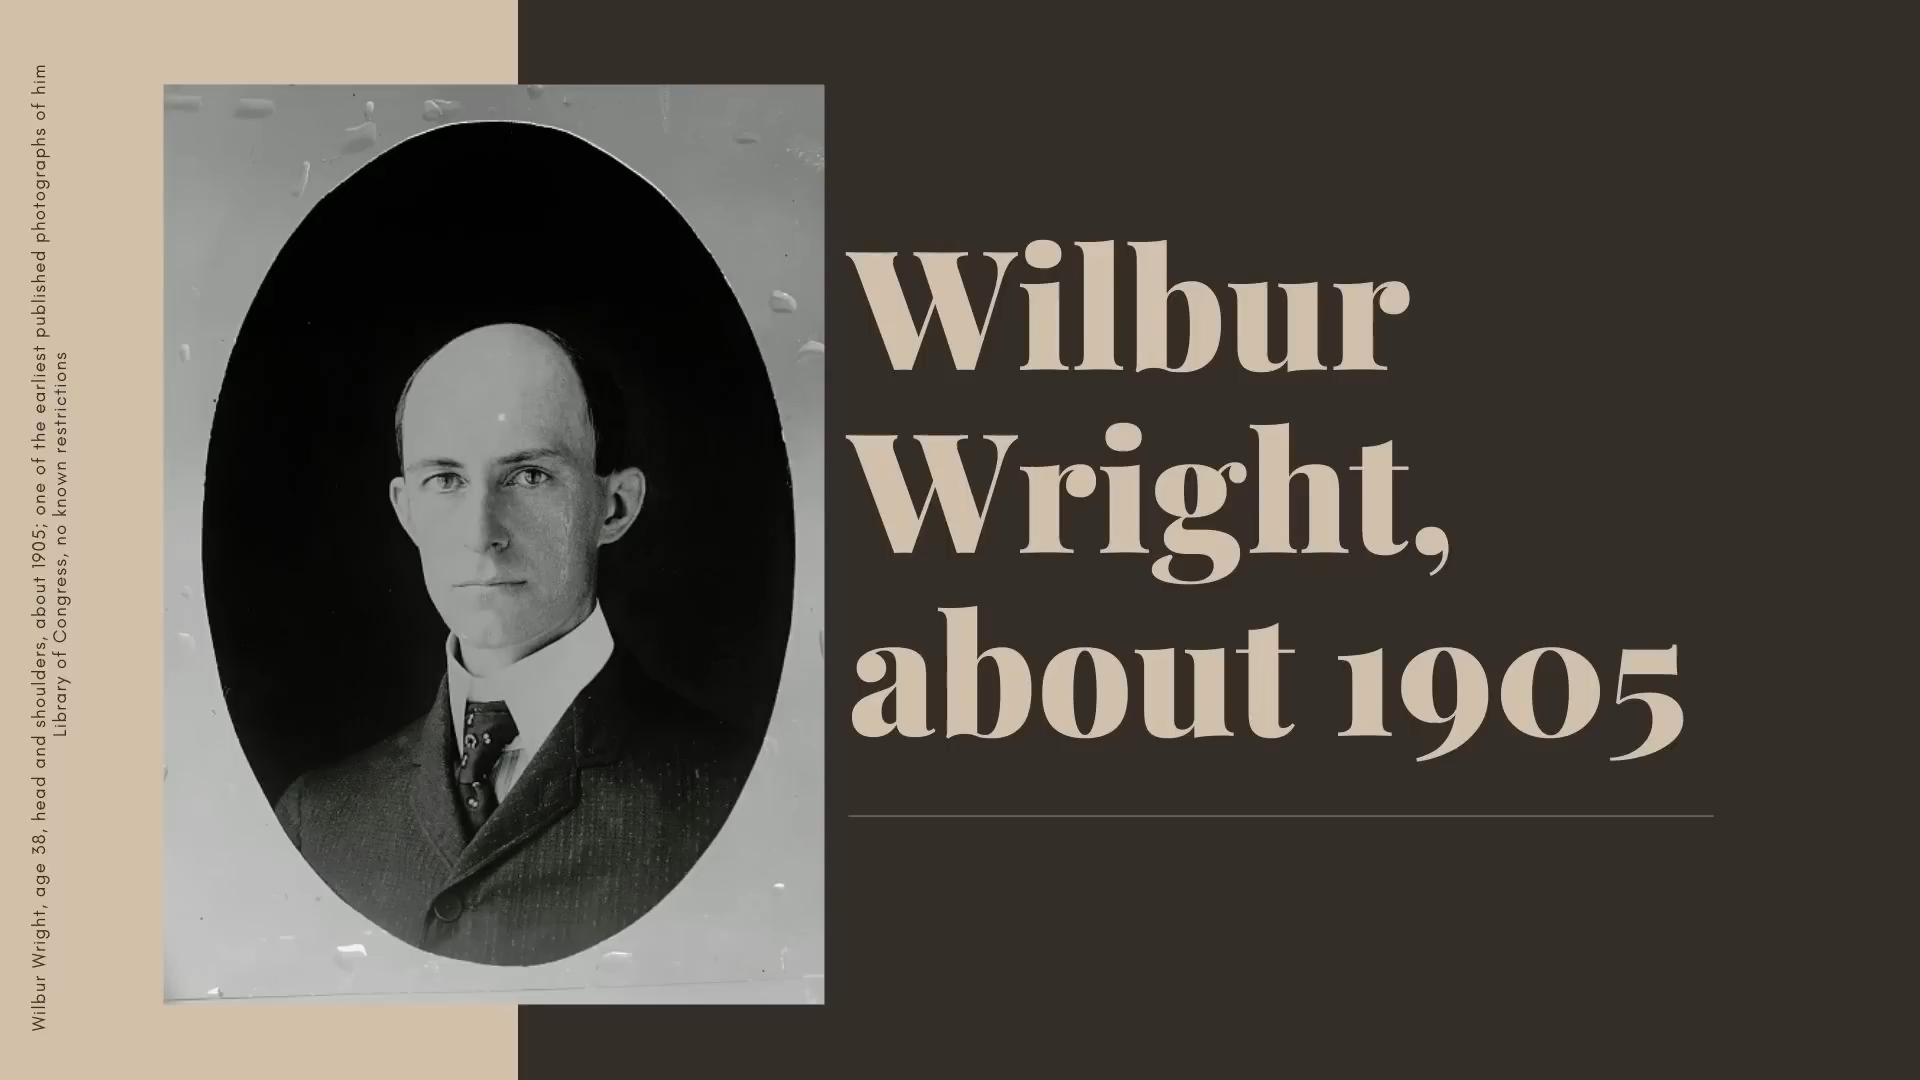 Wilbur Wright, age 38, head and shoulders, about 1905; one of the earliest published photographs of him
Library of Congress, no known restrictions
Wilbur
Wright,
about 1905